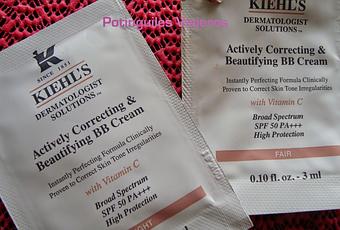 Potinguiles Viajeros
K
SINCE 1851
KIEHL'S
DERMATOLOGIST
SOLUTIONS™
Actively Correcting &
Beautifying BB Cream
Instantly Perfecting Formula Clinically
Proven to Correct Skin Tone Irregularities
with Vitamin C
Broad Spectrum
SPF 50 PA+++
High Protection
KIEHL'S
DERMATOLOGIST
SOLUTIONS™
Actively Correcting &
Beautifying BB Cream
Instantly Perfecting Formula Clinically
Proven to Correct Skin Tone Irregularities
with Vitamin C
Broad Spectrum
SPF 50 PA+++
High Protection
FAIR
0.10 fl. oz. - 3 ml